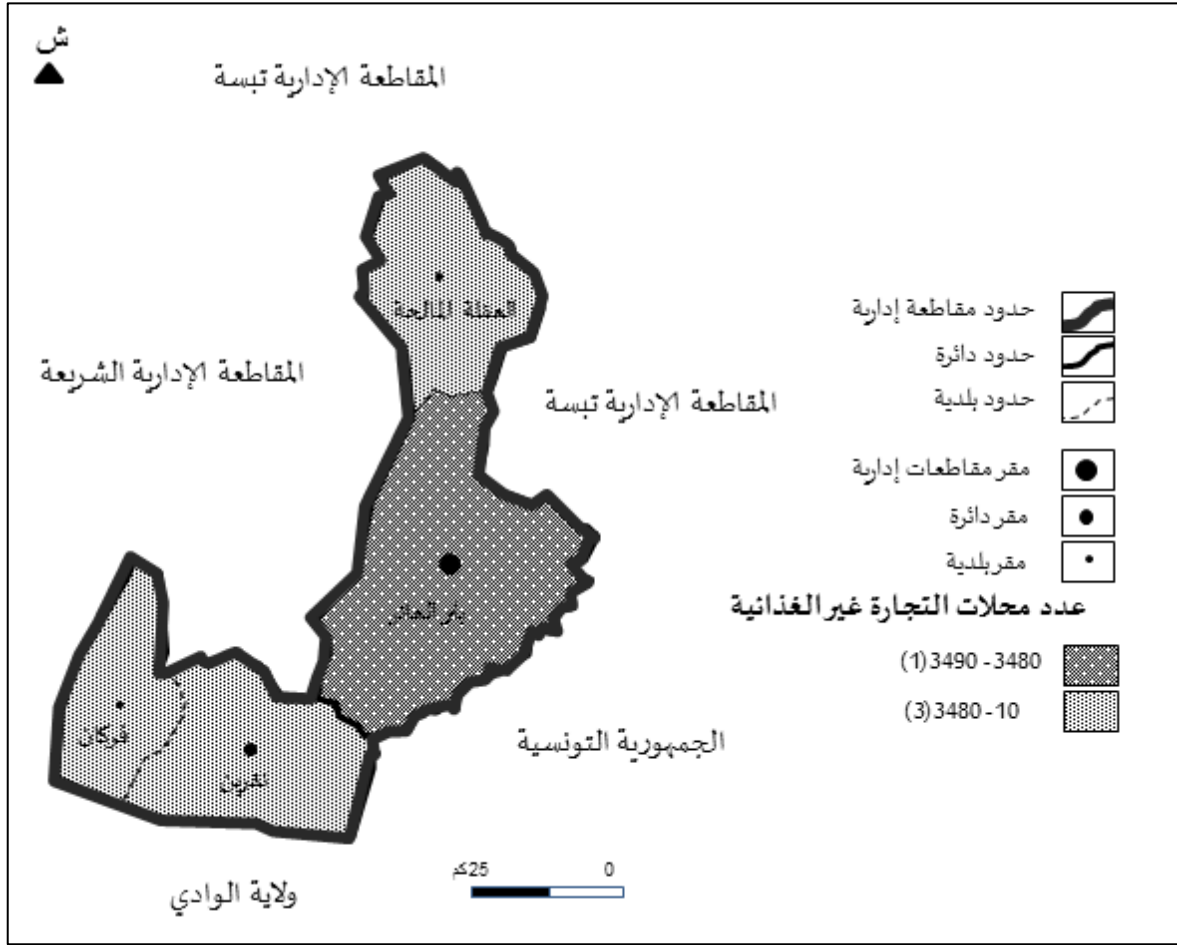 ش
المقاطعة الإدارية تبسة
العقلة المالحة
المقاطعة الإدارية الشريعة
المقاطعة الإدارية تبسة
بئر العاتر
فركان
نقرين
الجمهورية التونسية
ولاية الوادي
25كم 0
حدود مقاطعة إدارية
حدود دائرة
حدود بلدية
مقر مقاطعات إدارية
مقر دائرة
مقر بلدية
عدد محلات التجارة غير الغذائية
3480- 3490(1)
10- 3480(3)